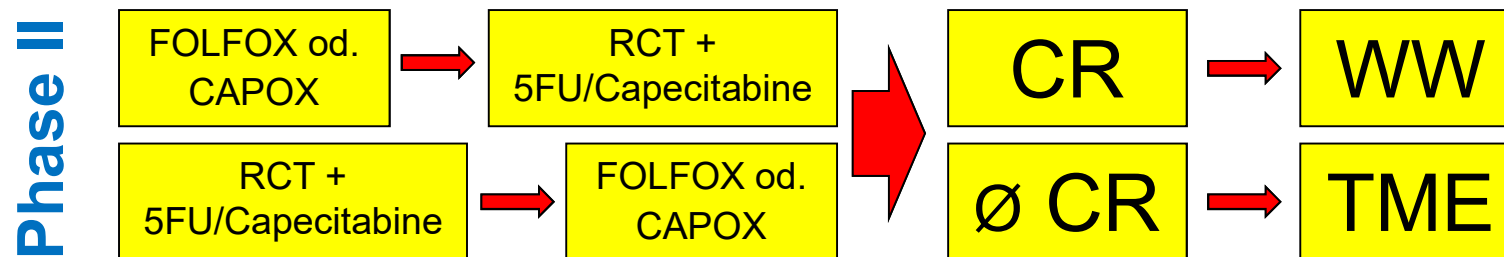 Phase II
FOLFOX od.
CAPOX
RCT +
5FU/Capecitabine
CR
WW
RCT +
5FU/Capecitabine
FOLFOX od.
CAPOX
Ø CR
TME